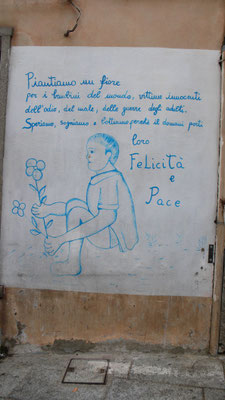 Piantiamo un fiore
per i bambini del mondo, vittime innocenti
dell'odio, del male, delle guerre degli adulti.
Speriamo, sogniamo e lottiamo perché il domani porti
loro
Felicità
e
Pace